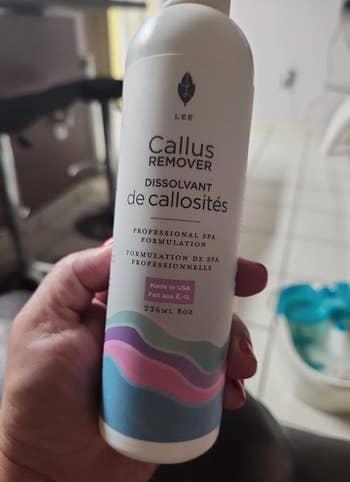 LEE
Callus
REMOVER
DISSOLVANT
de callosités
PROFESSIONAL SPA
FORMULATION
FORMULATION DE SPA
PROFESSIONNELLE
Made in USA
Fait aux É.-U.
236ML 8OZ